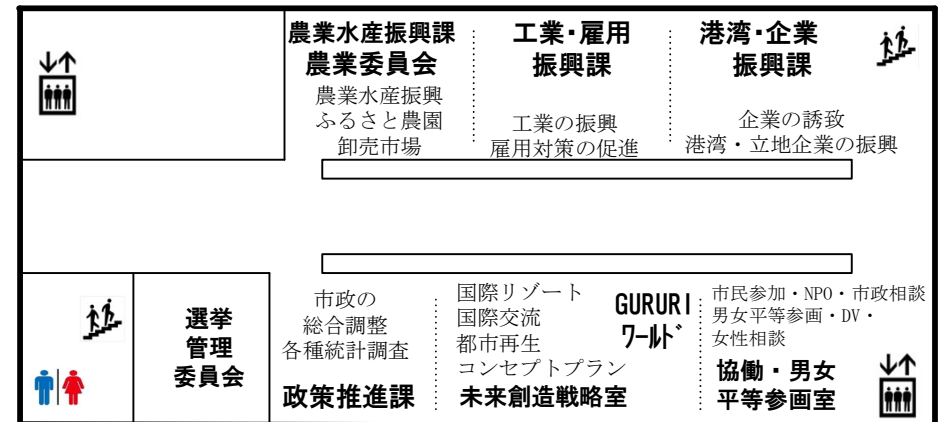 農業水産振興課
農業委員会
農業水産振興
ふるさと農園
卸売市場
工業・雇用
振興課
工業の振興
雇用対策の促進
港湾・企業
振興課
企業の誘致
港湾・立地企業の振興
選挙
管理
委員会
市政の
総合調整
各種統計調査
政策推進課
国際リゾート
国際交流
都市再生
コンセプトプラン
未来創造戦略室
GURURI
ワールド
市民参加・NPO・市政相談
男女平等参画・DV・
女性相談
協働・男女
平等参画室